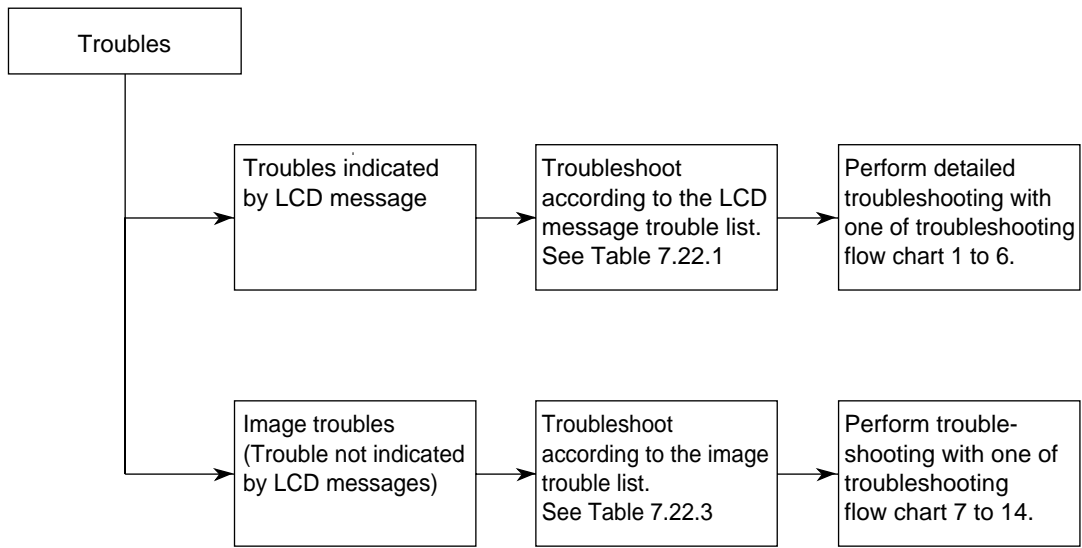 Troubles
Troubles indicated
by LCD message
Troubleshoot
according to the LCD
message trouble list.
See Table 7.22.1
Perform detailed
troubleshooting with
one of troubleshooting
flow chart 1 to 6.
Image troubles
(Trouble not indicated
by LCD messages)
Troubleshoot
according to the image
trouble list.
See Table 7.22.3
Perform trouble-
shooting with one of
troubleshooting
flow chart 7 to 14.